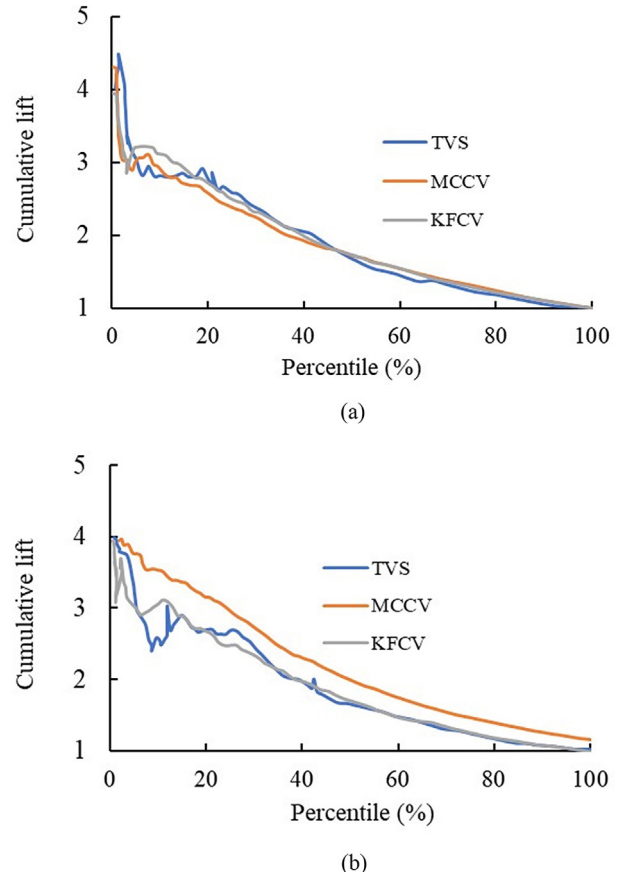 5
4
3
2
1
Cumulative lift
TVS
MCCV
KFCV
0 20 40 60 80 100
Percentile (%)
(a)
5
4
3
2
1
Cumulative lift
TVS
MCCV
KFCV
0 20 40 60 80 100
Percentile (%)
(b)